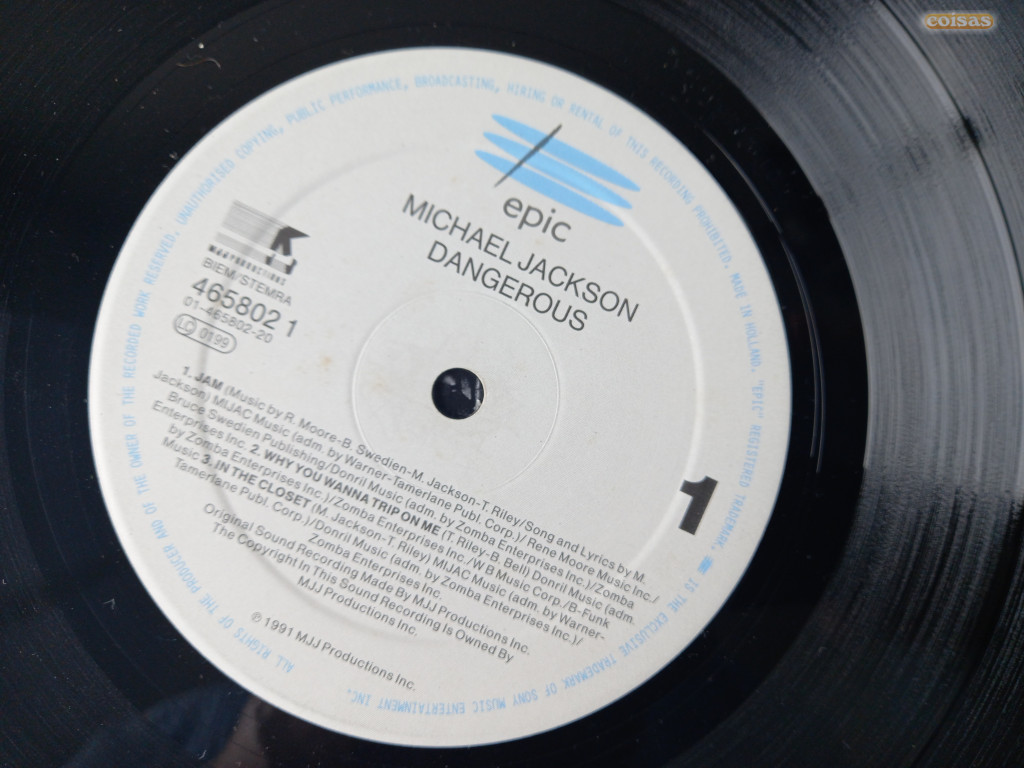 coisas
epic
MICHAEL JACKSON
DANGEROUS
MJJ PRODUCTIONS
BIEM/STEMRA
465802 1
01-465802-20
LC 0199
1
1. JAM (Music by R. Moore-B. Swedien-M. Jackson-T. Riley/Song and Lyrics by M.
Jackson) MIJAC Music (adm. by Warner-Tamerlane Publ. Corp.)/ Rene Moore Music Inc./
Bruce Swedien Publishing/Donril Music (adm. by Zomba Enterprises Inc.)/Zomba
Enterprises Inc. 2. WHY YOU WANNA TRIP ON ME (T. Riley-B. Bell) Donril Music (adm.
by Zomba Enterprises Inc.)/Zomba Enterprises Inc./W B Music Corp./B-Funk
Music 3. IN THE CLOSET (M. Jackson-T. Riley) MIJAC Music (adm. by Warner-
Tamerlane Publ. Corp.)/Donril Music (adm. by Zomba Enterprises Inc.)/
Zomba Enterprises Inc.
Original Sound Recording Made By MJJ Productions Inc.
The Copyright In This Sound Recording Is Owned By
MJJ Productions Inc.
℗ 1991 MJJ Productions Inc.
ALL RIGHTS OF THE PRODUCER AND OF THE OWNER OF THE RECORDED WORK RESERVED. UNAUTHORISED COPYING, PUBLIC PERFORMANCE, BROADCASTING, HIRING OR RENTAL OF THIS RECORDING PROHIBITED. MADE IN HOLLAND. "EPIC" REGISTERED TRADEMARK. IS THE EXCLUSIVE TRADEMARK OF SONY MUSIC ENTERTAINMENT INC.